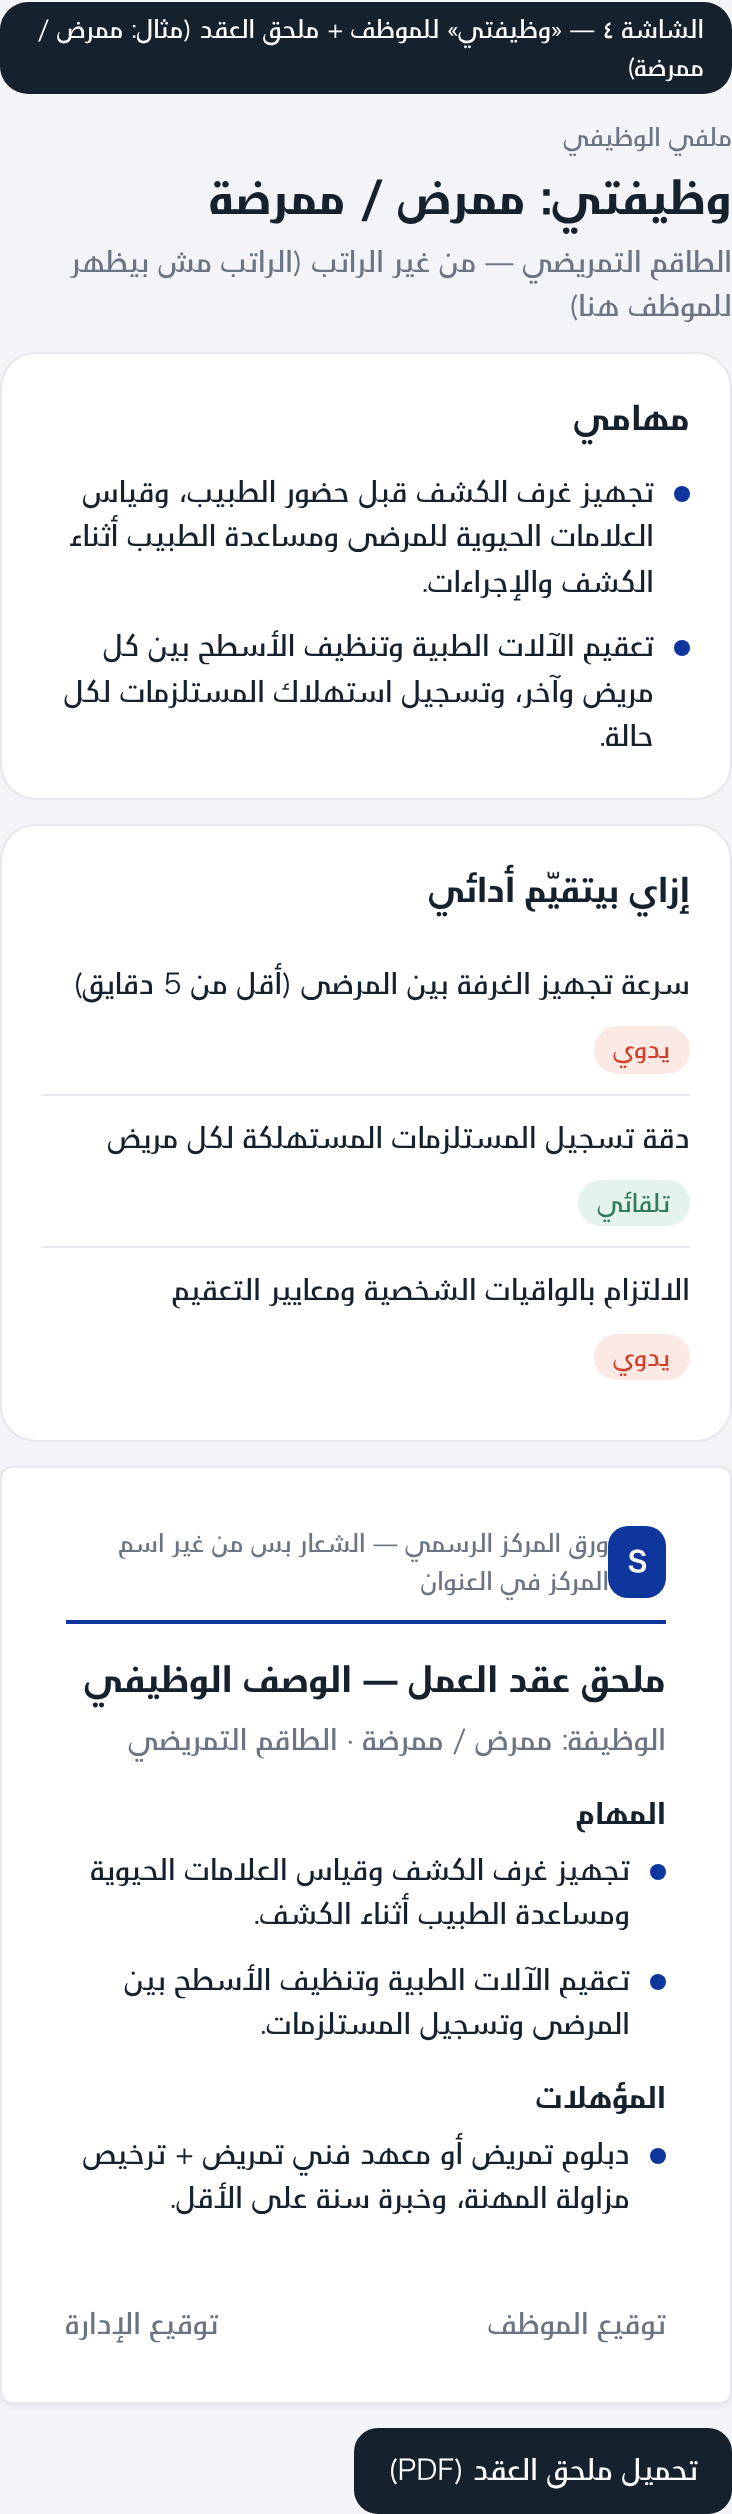 الشاشة ٤ — «وظيفتي» للموظف + ملحق العقد (مثال: ممرض /
ممرضة)
ملفي الوظيفي
وظيفتي: ممرض / ممرضة
الطاقم التمريضي — من غير الراتب (الراتب مش بيظهر
للموظف هنا)
مهامي
تجهيز غرف الكشف قبل حضور الطبيب، وقياس
العلامات الحيوية للمرضى ومساعدة الطبيب أثناء
الكشف والإجراءات.
تعقيم الآلات الطبية وتنظيف الأسطح بين كل
مريض وآخر، وتسجيل استهلاك المستلزمات لكل
حالة.
إزاي بيتقيّم أدائي
سرعة تجهيز الغرفة بين المرضى (أقل من 5 دقايق)
يدوي
دقة تسجيل المستلزمات المستهلكة لكل مريض
تلقائي
الالتزام بالواقيات الشخصية ومعايير التعقيم
يدوي
S
ورق المركز الرسمي — الشعار بس من غير اسم
المركز في العنوان
ملحق عقد العمل — الوصف الوظيفي
الوظيفة: ممرض / ممرضة · الطاقم التمريضي
المهام
تجهيز غرف الكشف وقياس العلامات الحيوية
ومساعدة الطبيب أثناء الكشف.
تعقيم الآلات الطبية وتنظيف الأسطح بين
المرضى وتسجيل المستلزمات.
المؤهلات
دبلوم تمريض أو معهد فني تمريض + ترخيص
مزاولة المهنة، وخبرة سنة على الأقل.
توقيع الموظف
توقيع الإدارة
تحميل ملحق العقد (PDF)